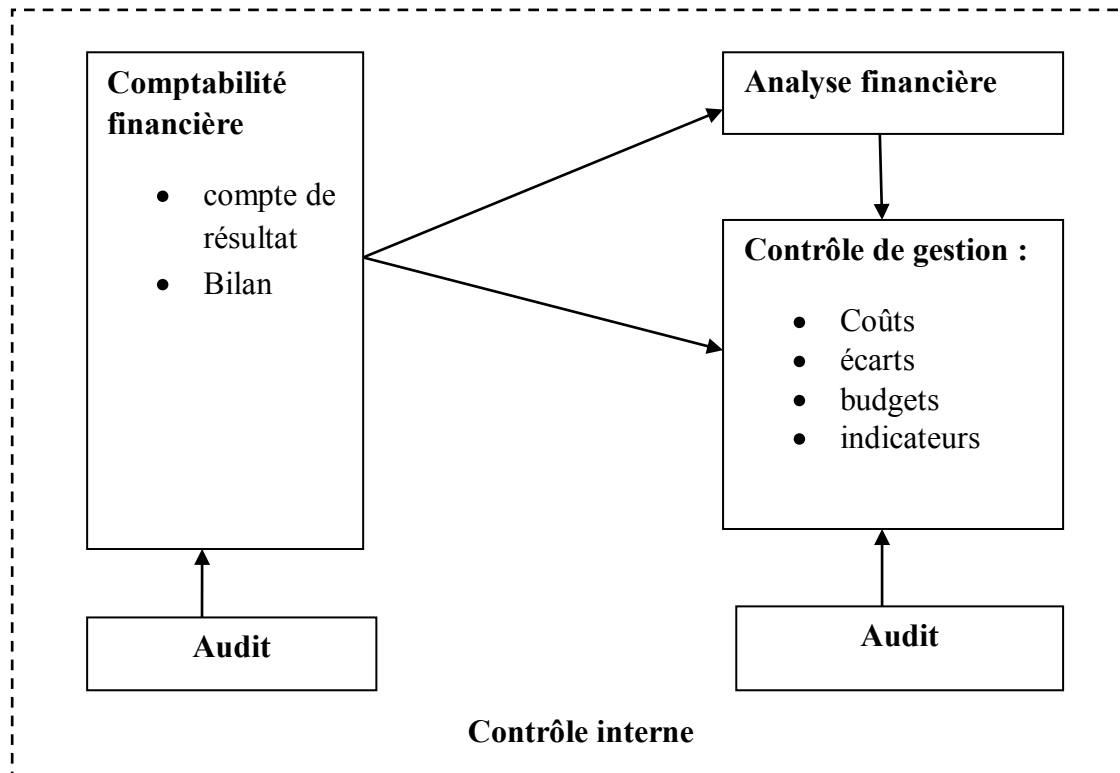 Comptabilité
financière
• compte de
résultat
• Bilan
Analyse financière
Contrôle de gestion :
• Coûts
• écarts
• budgets
• indicateurs
Audit
Audit
Contrôle interne